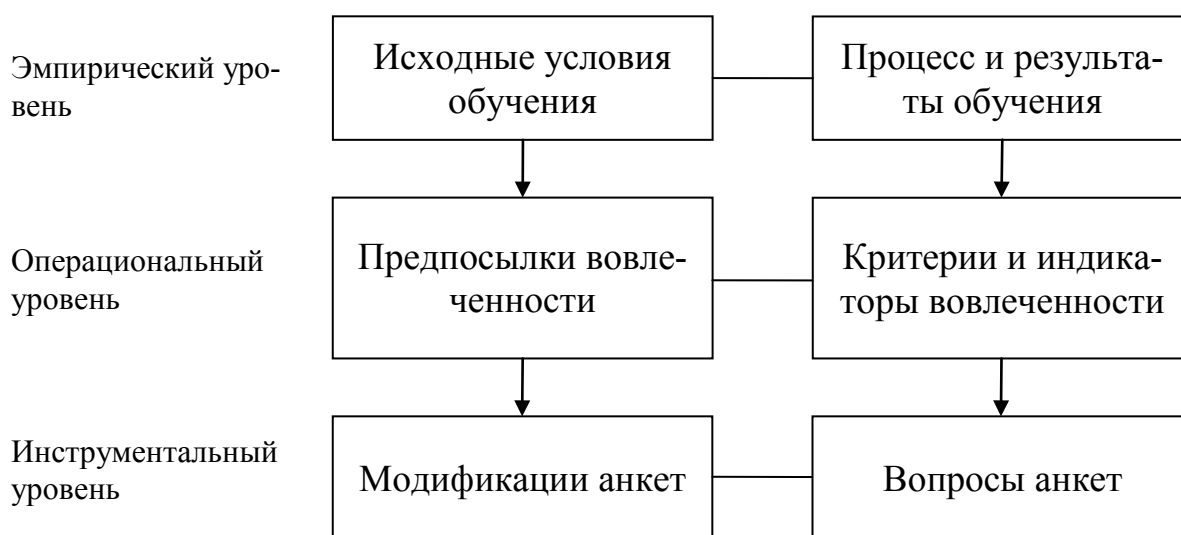 Эмпирический уро-
вень
Исходные условия
обучения
Процесс и результа-
ты обучения
Операциональный
уровень
Предпосылки вовле-
ченности
Критерии и индика-
торы вовлеченности
Инструментальный
уровень
Модификации анкет
Вопросы анкет